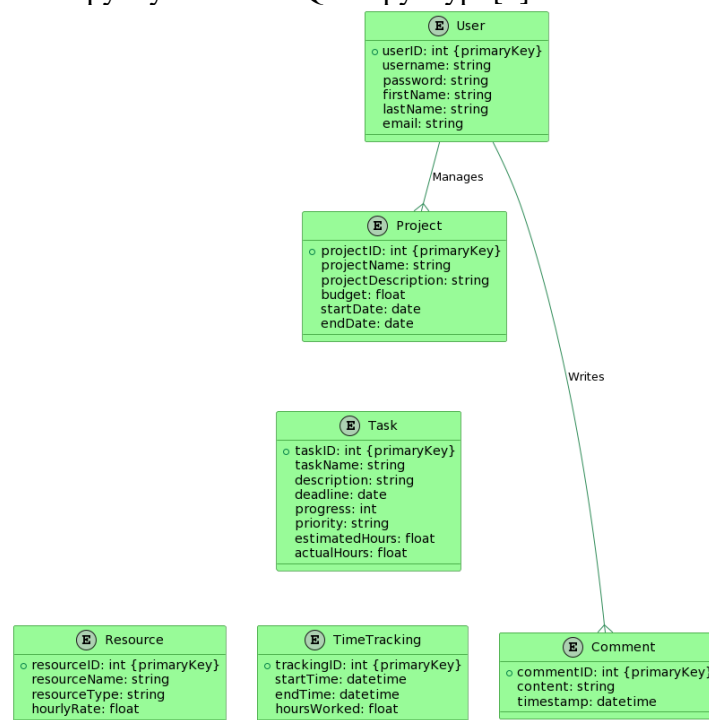 E User
userID: int {primaryKey}
username: string
password: string
firstName: string
lastName: string
email: string
Manages
E Project
projectID: int {primaryKey}
projectName: string
projectDescription: string
budget: float
startDate: date
endDate: date
Writes
E Task
taskID: int {primaryKey}
taskName: string
description: string
deadline: date
progress: int
priority: string
estimatedHours: float
actualHours: float
E Resource
resourceID: int {primaryKey}
resourceName: string
resourceType: string
hourlyRate: float
E TimeTracking
trackingID: int {primaryKey}
startTime: datetime
endTime: datetime
hoursWorked: float
E Comment
commentID: int {primaryKey}
content: string
timestamp: datetime